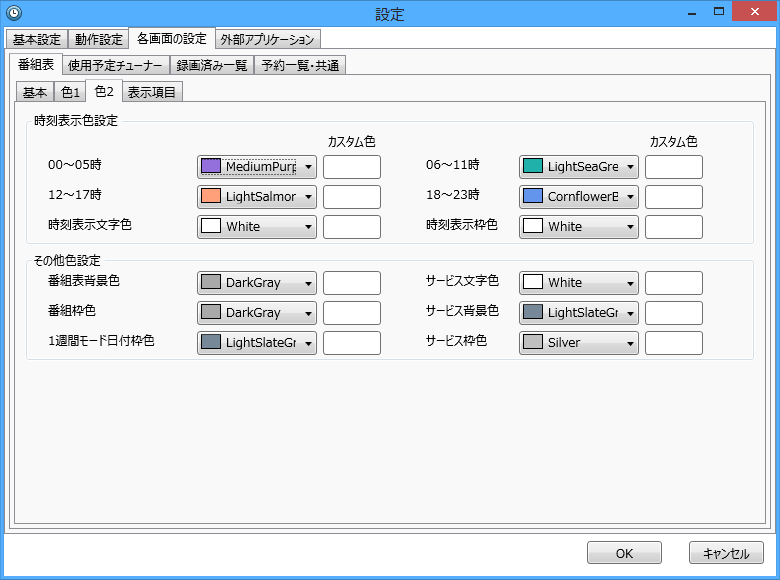 設定
基本設定 動作設定 各画面の設定 外部アプリケーション
番組表 使用予定チューナー 録画済み一覧 予約一覧・共通
基本 色1 色2 表示項目
時刻表示色設定
カスタム色 カスタム色
00～05時 MediumPurp 06～11時 LightSeaGre
12～17時 LightSalmor 18～23時 CornflowerB
時刻表示文字色 White 時刻表示枠色 White
その他色設定
番組表背景色 DarkGray サービス文字色 White
番組枠色 DarkGray サービス背景色 LightSlateGr
1週間モード日付枠色 LightSlateGr サービス枠色 Silver
OK キャンセル